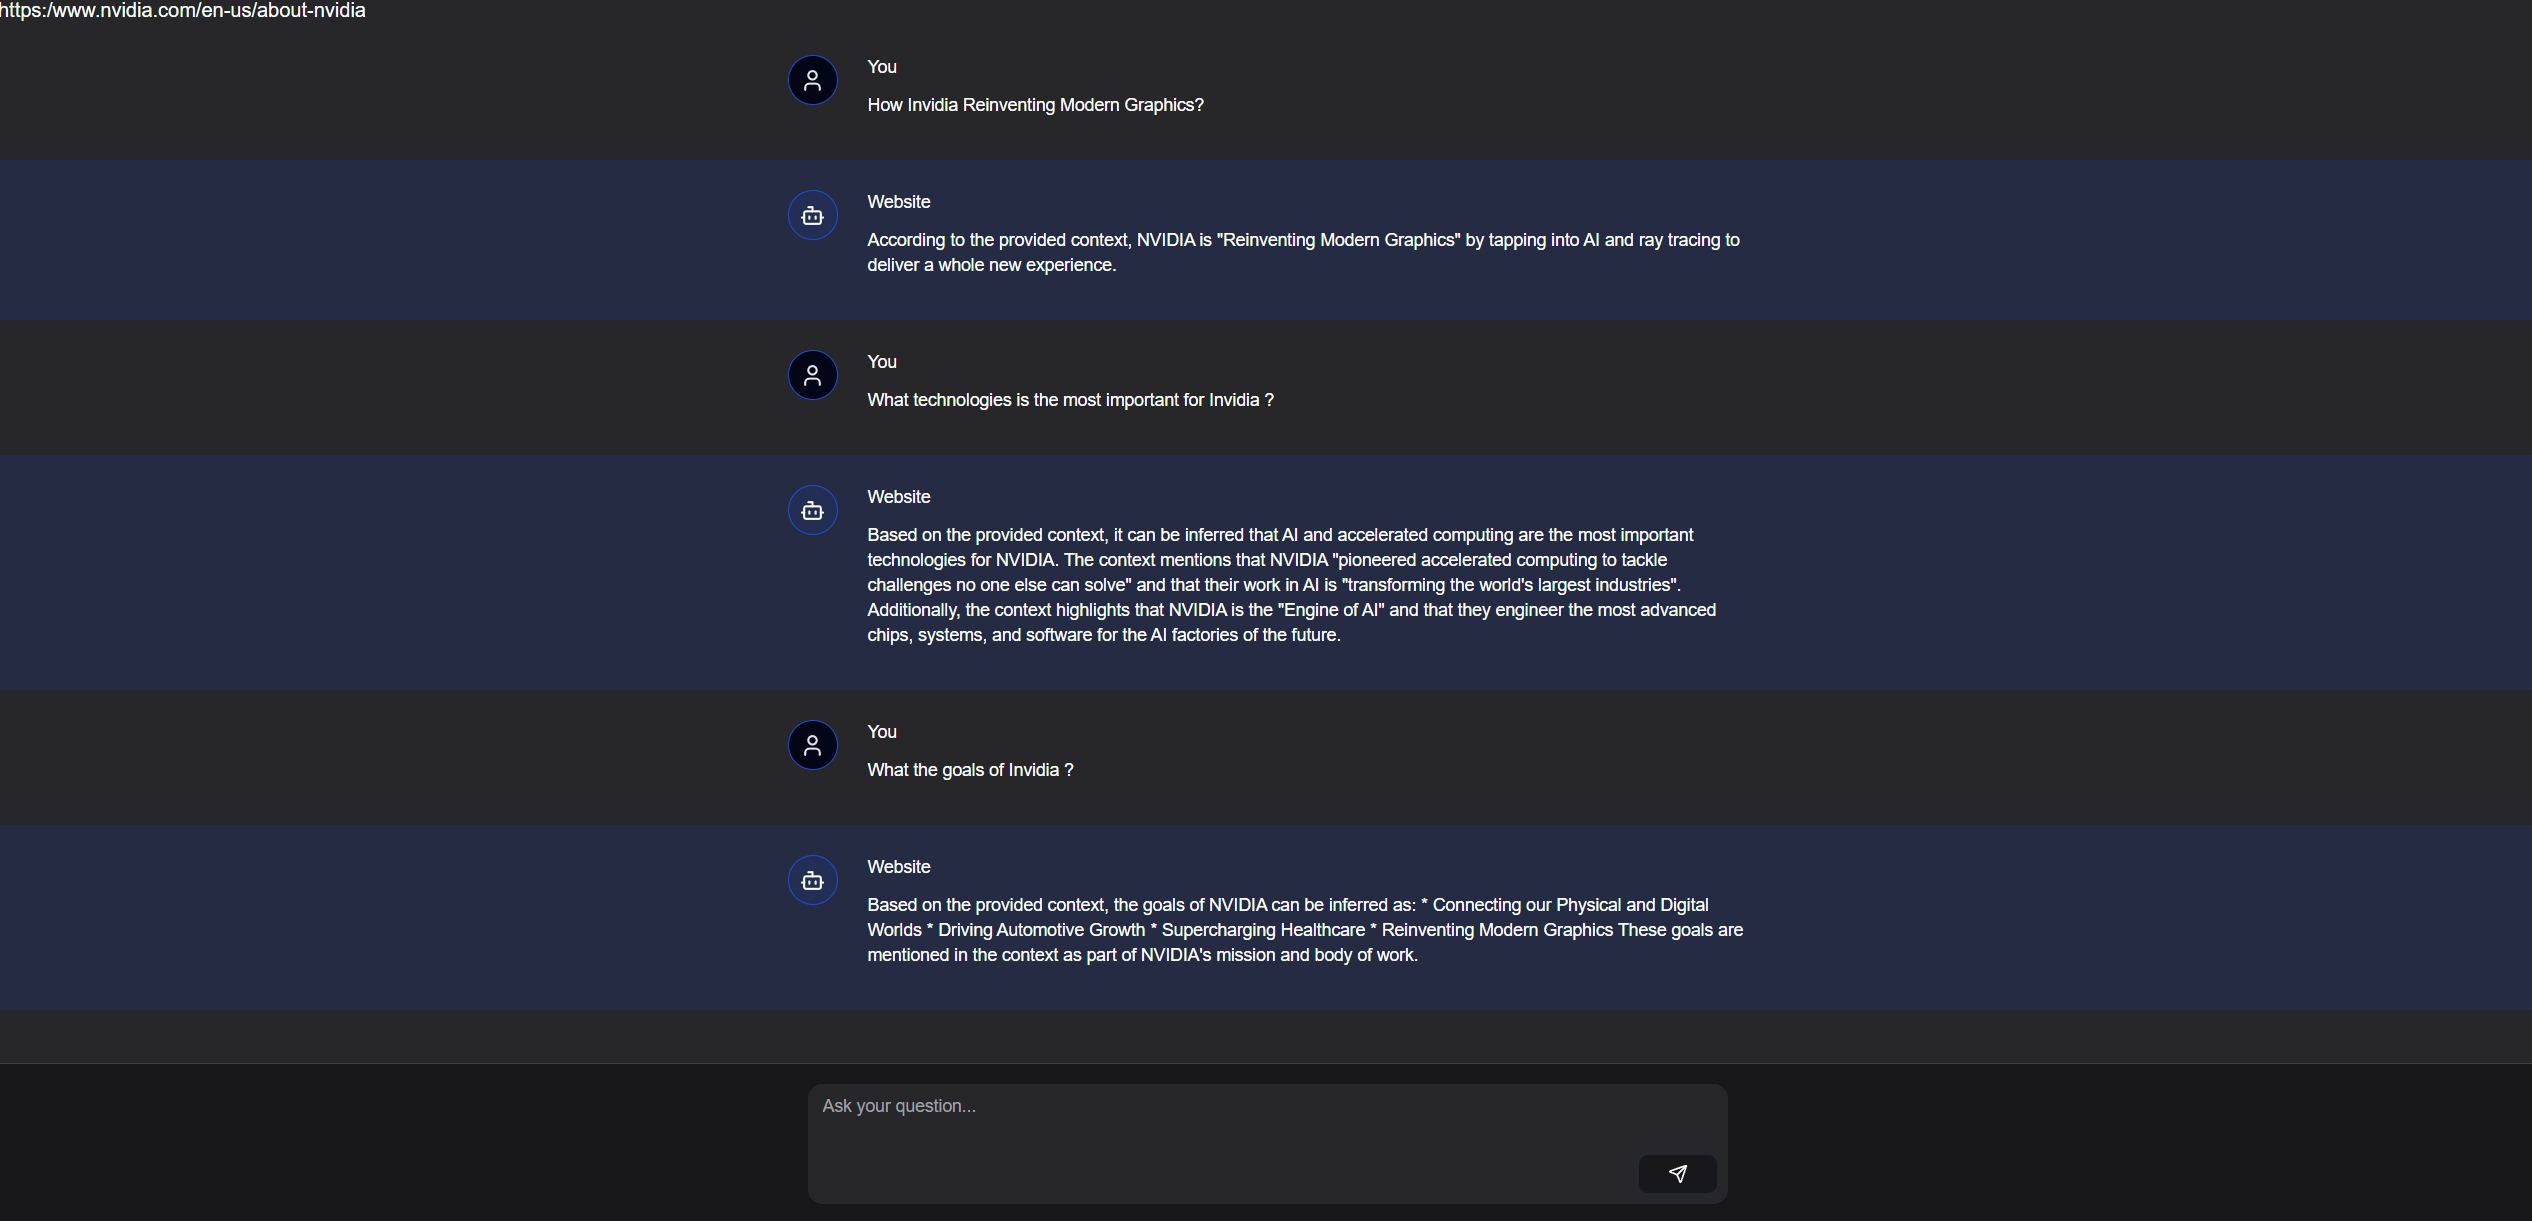 https:/www.nvidia.com/en-us/about-nvidia
You
How Invidia Reinventing Modern Graphics?
Website
According to the provided context, NVIDIA is "Reinventing Modern Graphics" by tapping into AI and ray tracing to
deliver a whole new experience.
You
What technologies is the most important for Invidia ?
Website
Based on the provided context, it can be inferred that AI and accelerated computing are the most important
technologies for NVIDIA. The context mentions that NVIDIA "pioneered accelerated computing to tackle
challenges no one else can solve" and that their work in AI is "transforming the world's largest industries".
Additionally, the context highlights that NVIDIA is the "Engine of AI" and that they engineer the most advanced
chips, systems, and software for the AI factories of the future.
You
What the goals of Invidia ?
Website
Based on the provided context, the goals of NVIDIA can be inferred as: * Connecting our Physical and Digital
Worlds * Driving Automotive Growth * Supercharging Healthcare * Reinventing Modern Graphics These goals are
mentioned in the context as part of NVIDIA's mission and body of work.
Ask your question...